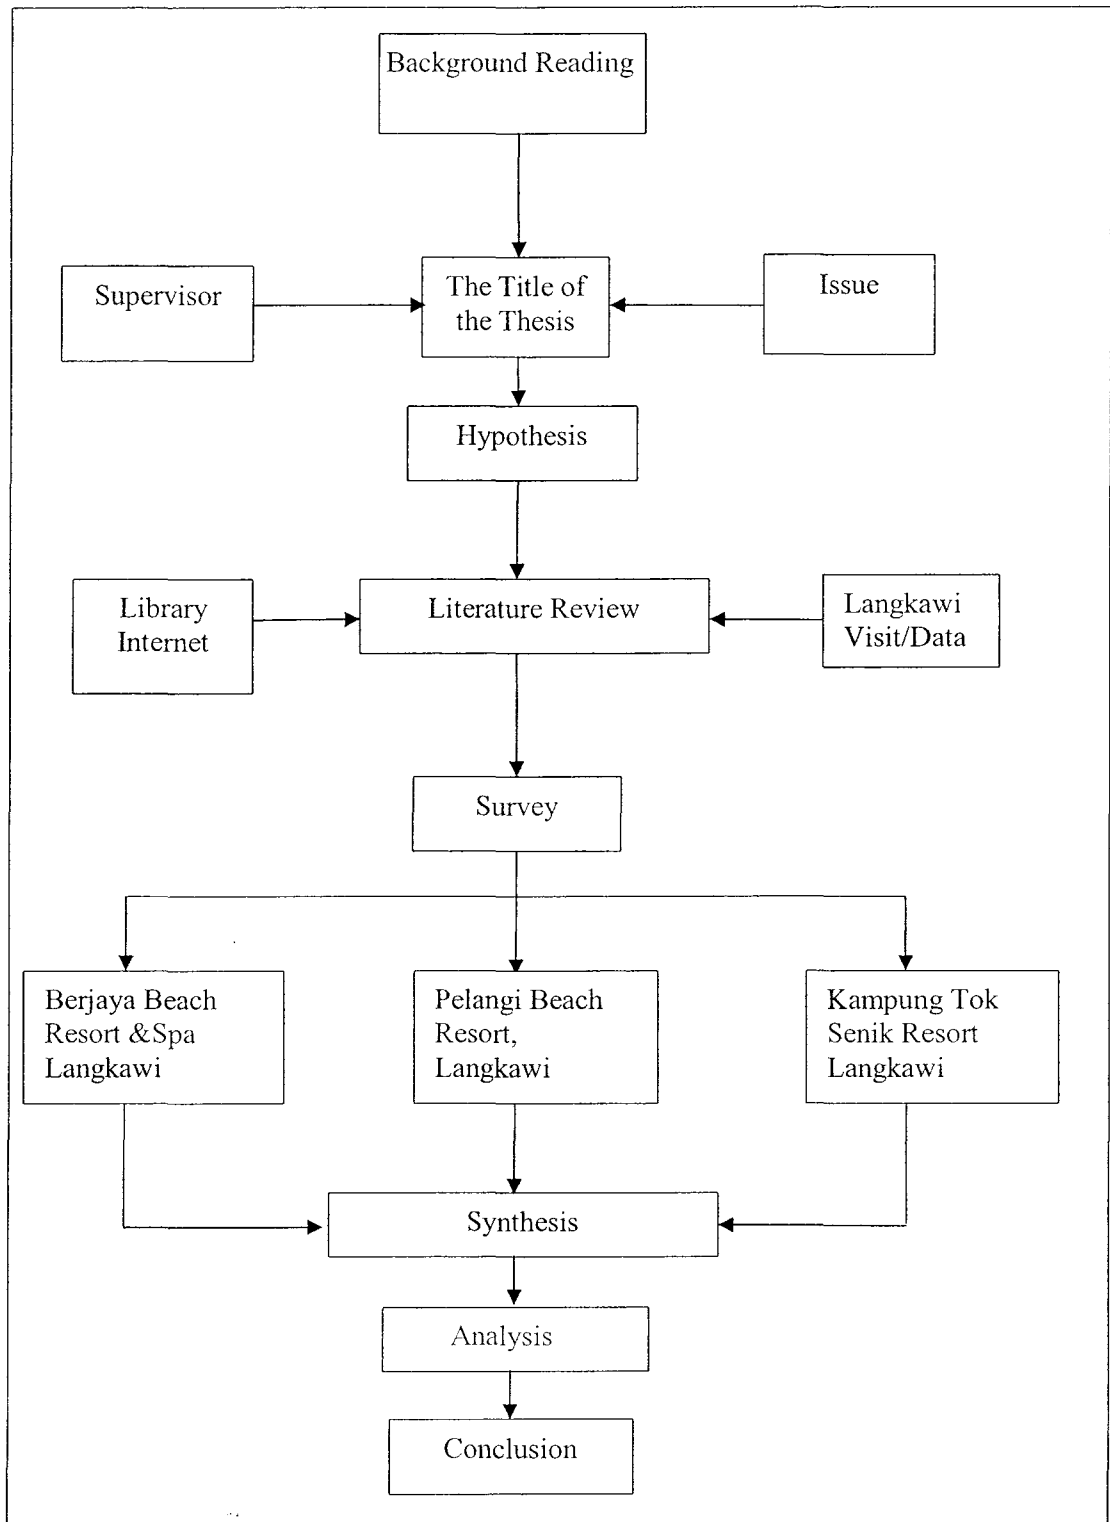 Background Reading
Supervisor
The Title of
the Thesis
Issue
Hypothesis
Library
Internet
Literature Review
Langkawi
Visit/Data
Survey
Berjaya Beach
Resort &Spa
Langkawi
Pelangi Beach
Resort,
Langkawi
Kampung Tok
Senik Resort
Langkawi
Synthesis
Analysis
Conclusion